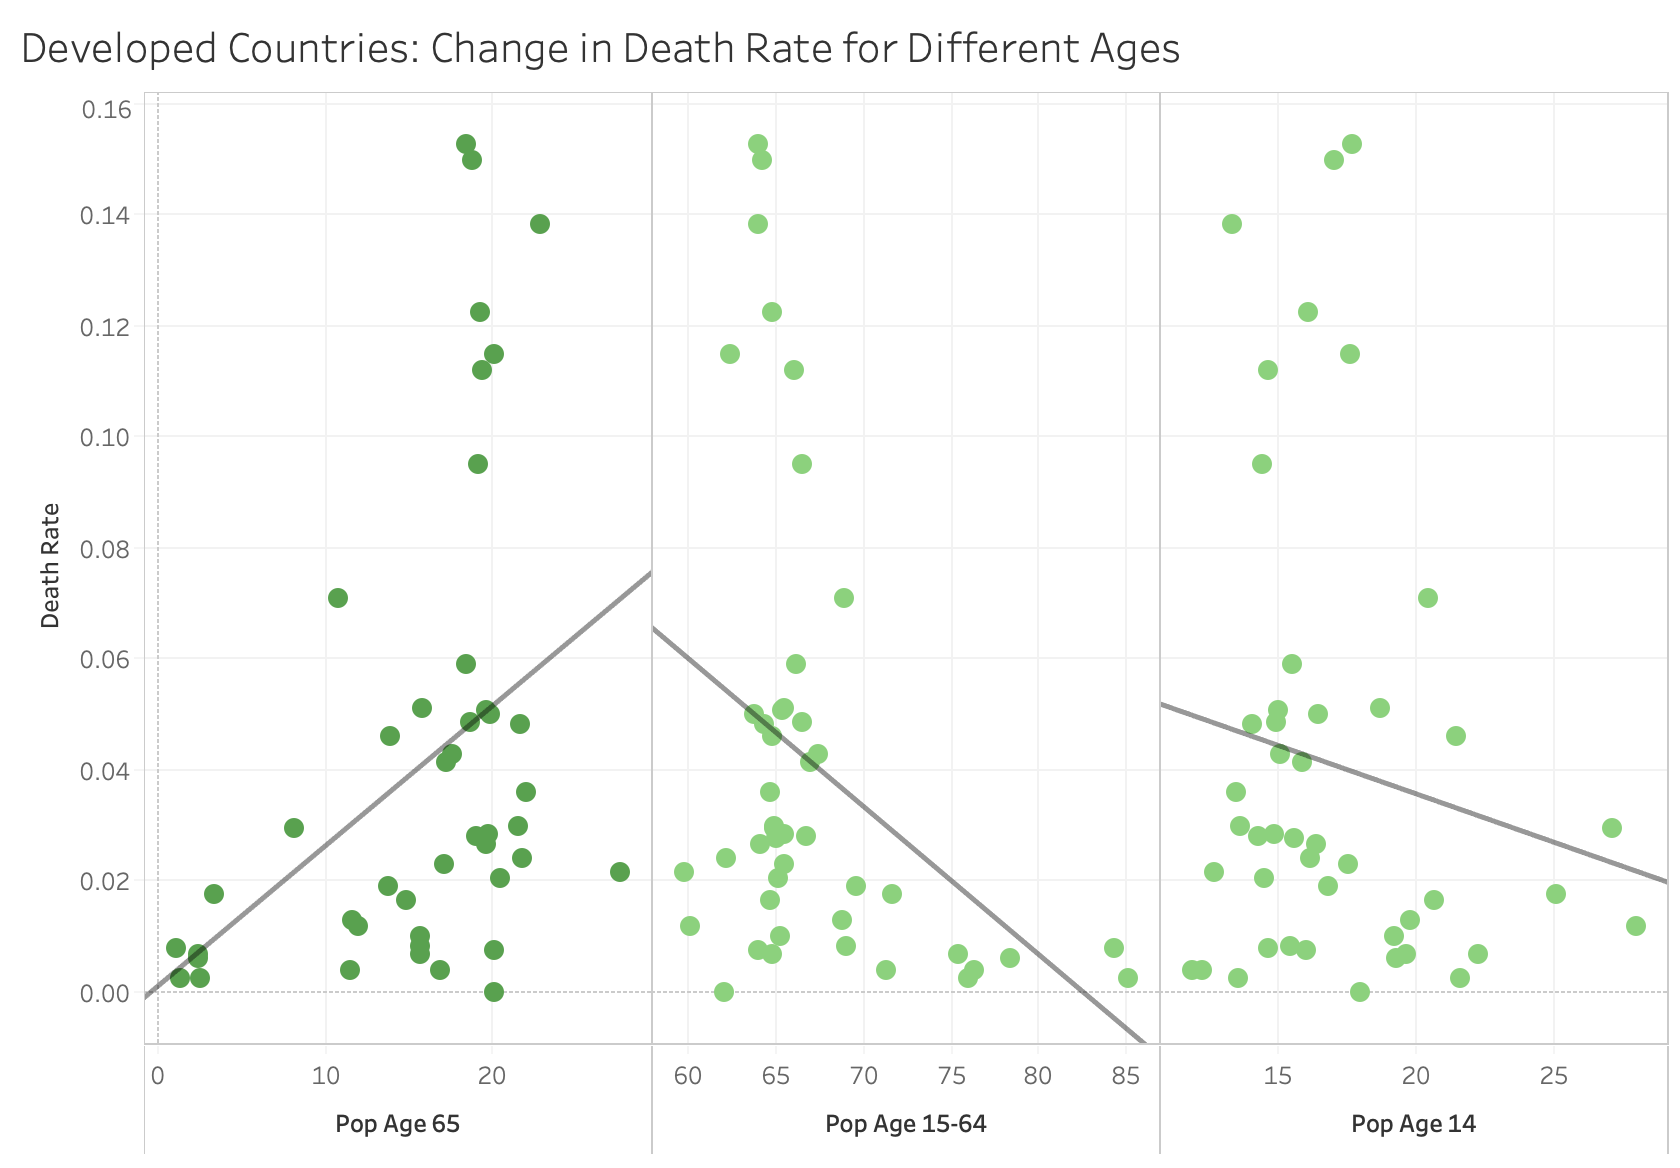 Developed Countries: Change in Death Rate for Different Ages
0.16
0.14
0.12
0.10
0.08
0.06
0.04
0.02
0.00
Death Rate
0 10 20
60 65 70 75 80 85
15 20 25
Pop Age 65
Pop Age 15-64
Pop Age 14